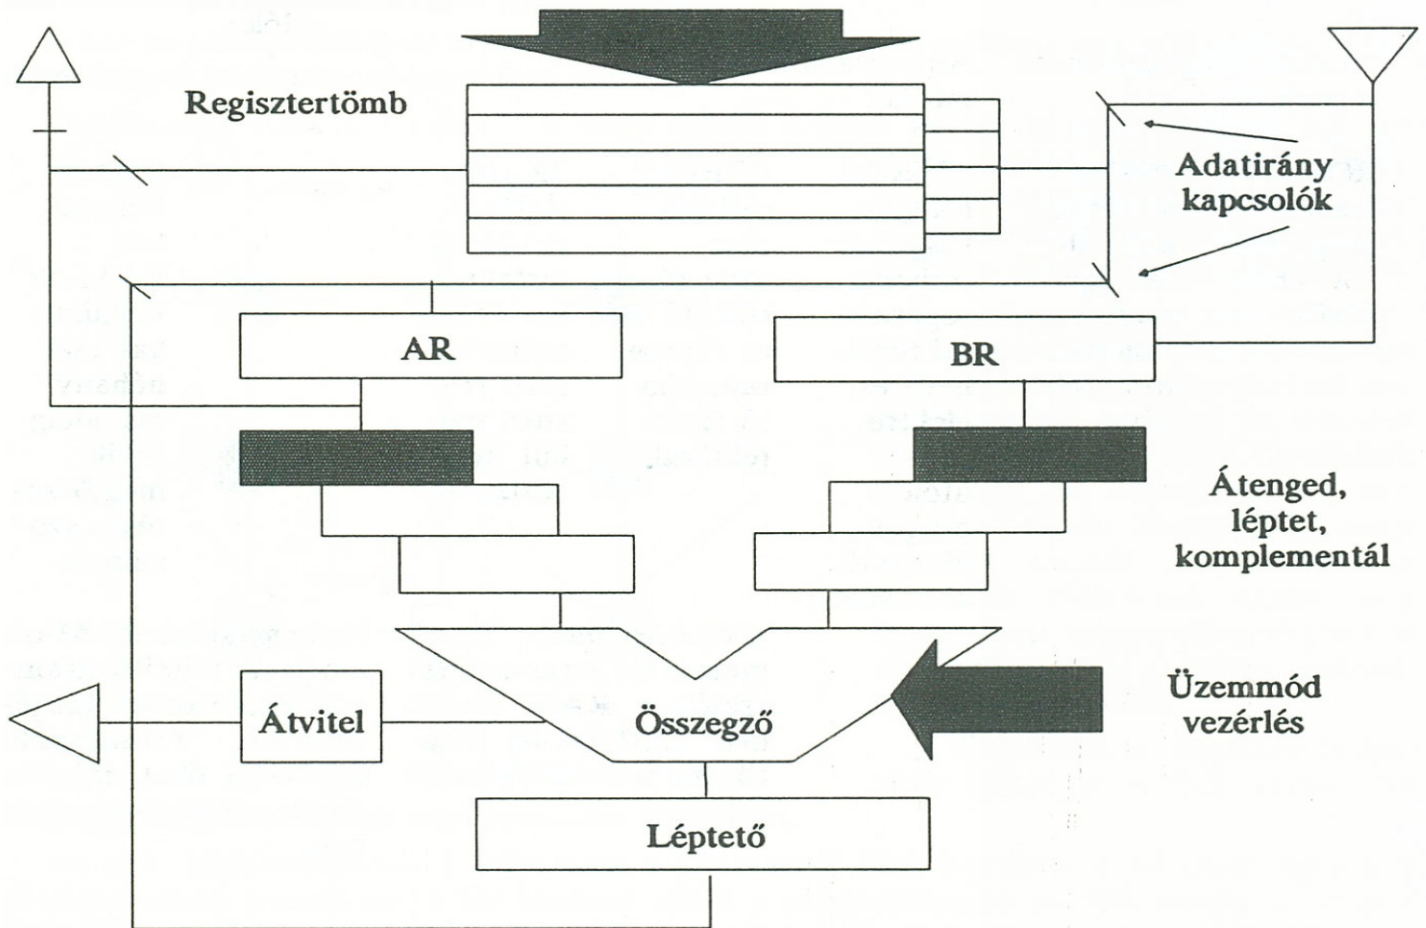 Regisztertömb
Adatirány
kapcsolók
AR
BR
Átenged,
léptet,
komplementál
Átvitel
Összegző
Üzemmód
vezérlés
Léptető